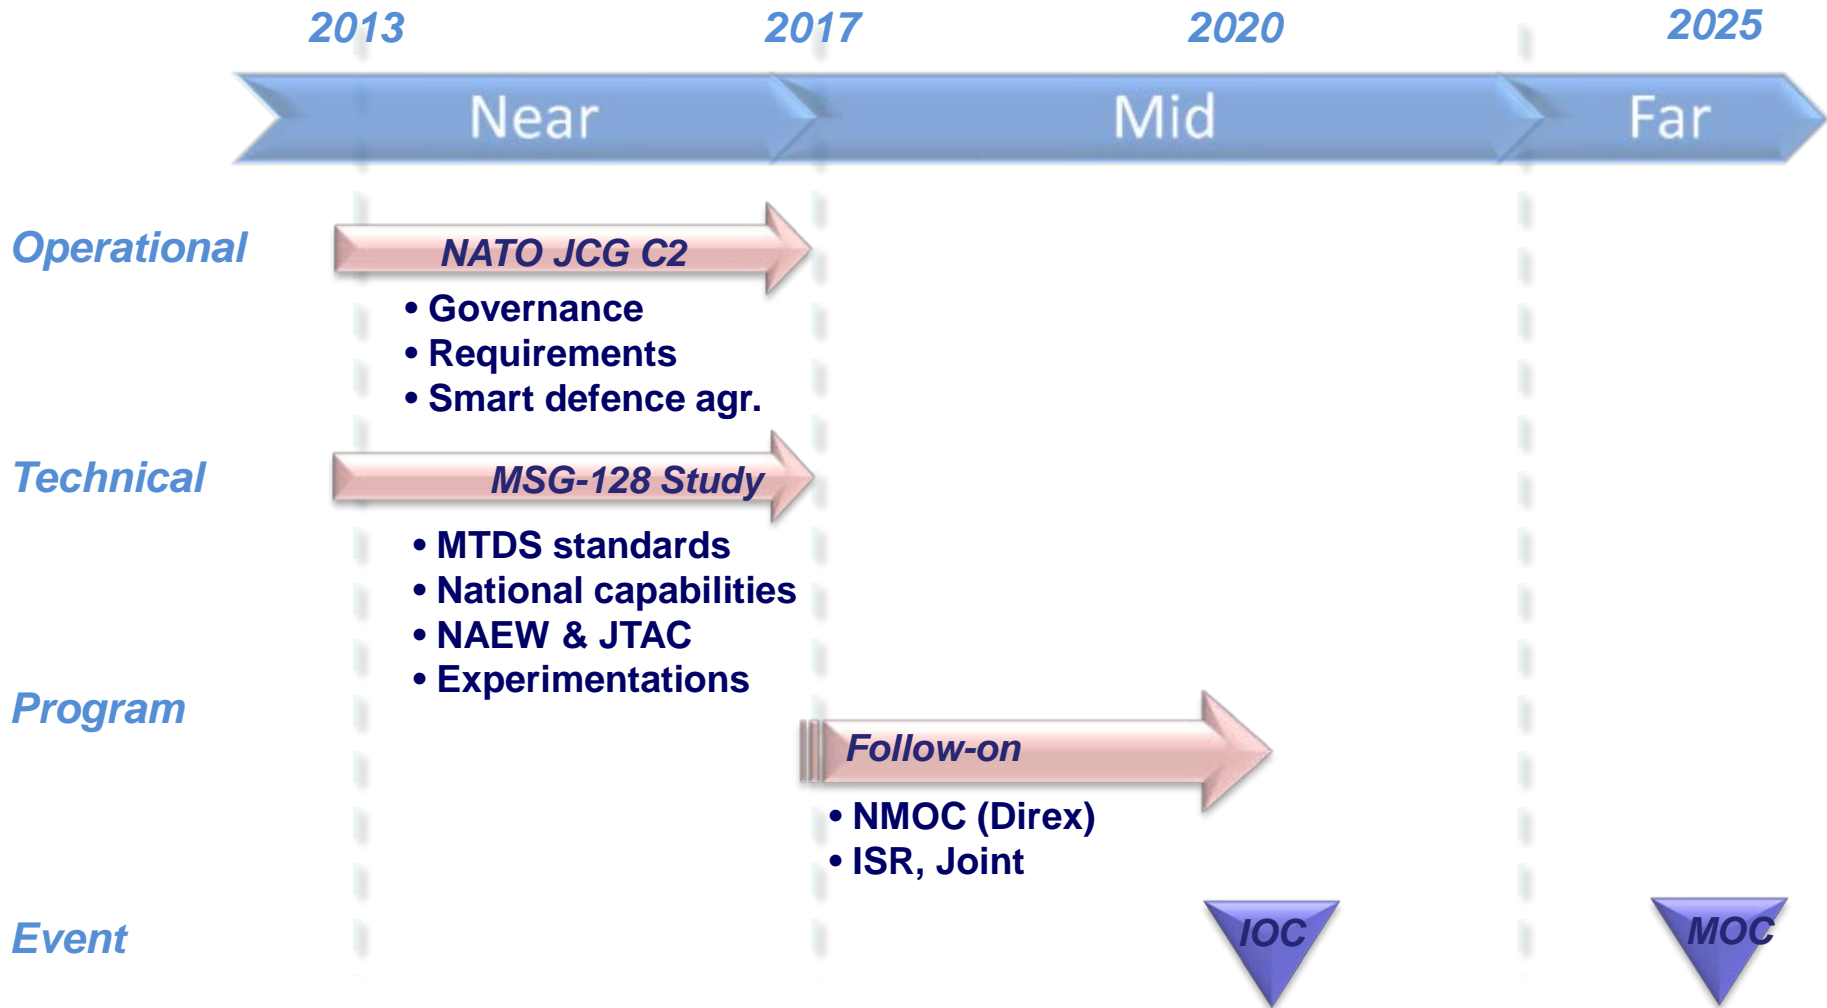 2013 2017 2020 2025
Near Mid Far
Operational
NATO JCG C2
• Governance
• Requirements
• Smart defence agr.
Technical
MSG-128 Study
• MTDS standards
• National capabilities
• NAEW & JTAC
• Experimentations
Program
Follow-on
• NMOC (Direx)
• ISR, Joint
Event
IOC MOC